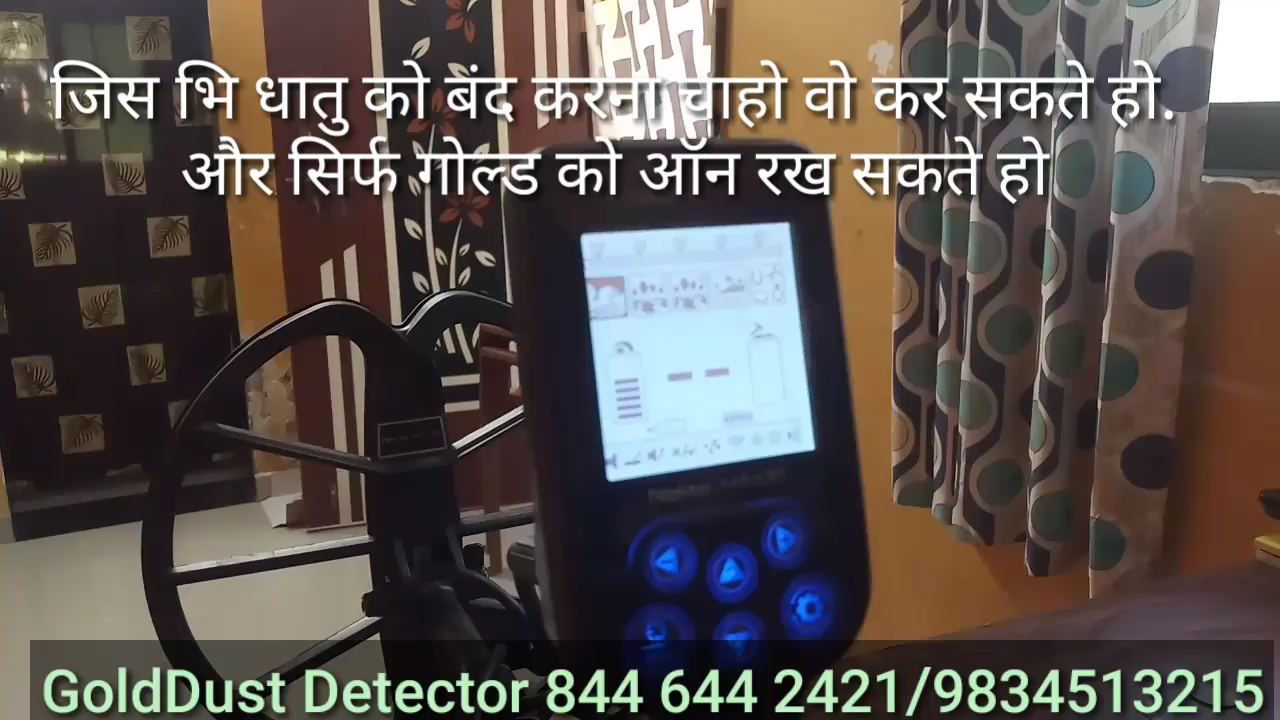 जिस भि धातु को बंद करना चाहो वो कर सकते हो.
और सिर्फ गोल्ड को ऑन रख सकते हो
GoldDust Detector 844 644 2421/9834513215